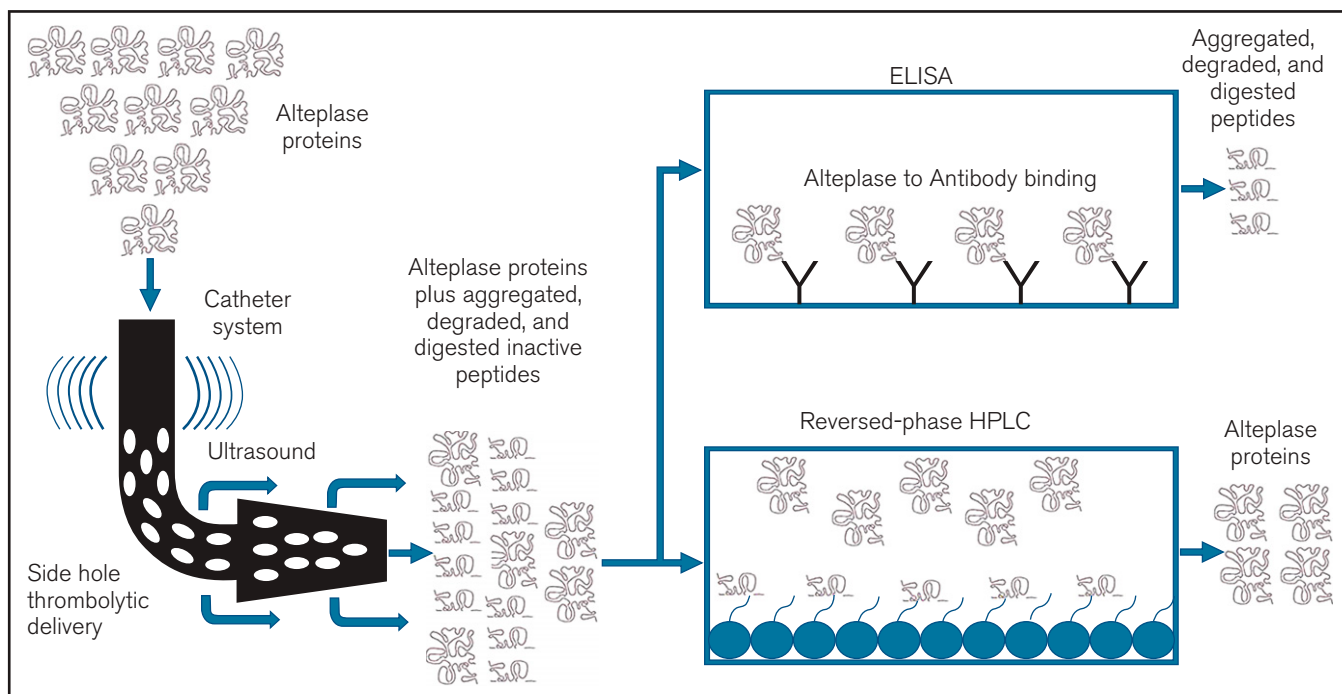 Alteplase
proteins
Catheter
system
Ultrasound
Side hole
thrombolytic
delivery
Alteplase proteins
plus aggregated,
degraded, and
digested inactive
peptides
ELISA
Alteplase to Antibody binding
Aggregated,
degraded, and
digested
peptides
Reversed-phase HPLC
Alteplase
proteins